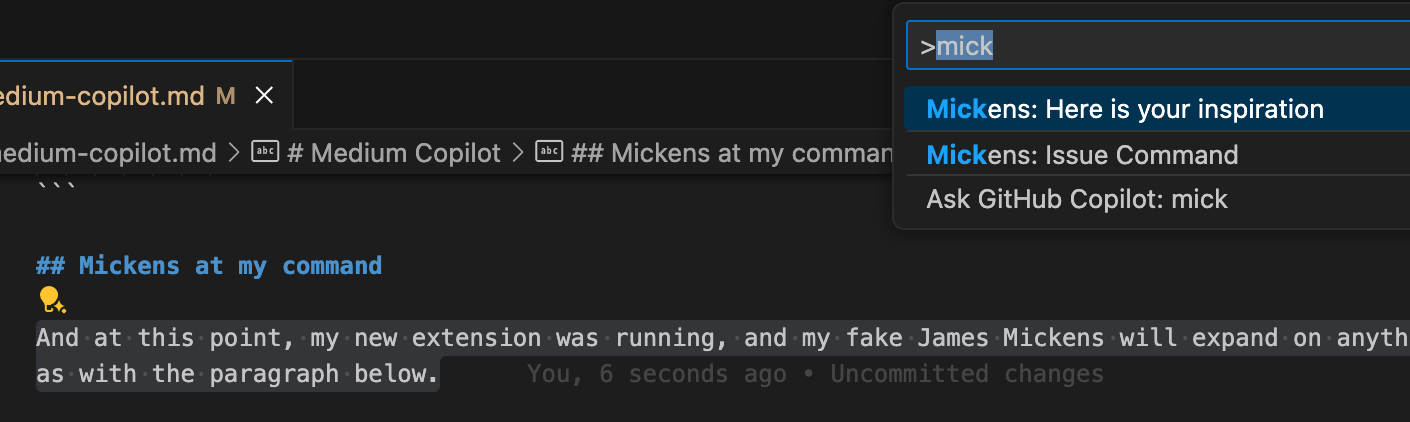 >mick
edium-copilot.md M
Mickens: Here is your inspiration
nedium-copilot.md > # Medium Copilot > ## Mickens at my comman
Mickens: Issue Command
Ask GitHub Copilot: mick
```
## Mickens at my command
And at this point, my new extension was running, and my fake James Mickens will expand on anyth
as with the paragraph below.
You, 6 seconds ago • Uncommitted changes